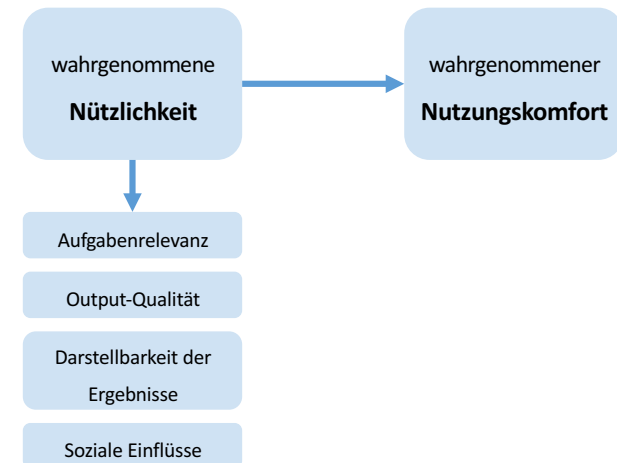 wahrgenommene
Nützlichkeit
wahrgenommener
Nutzungskomfort
Aufgabenrelevanz
Output-Qualität
Darstellbarkeit der
Ergebnisse
Soziale Einflüsse